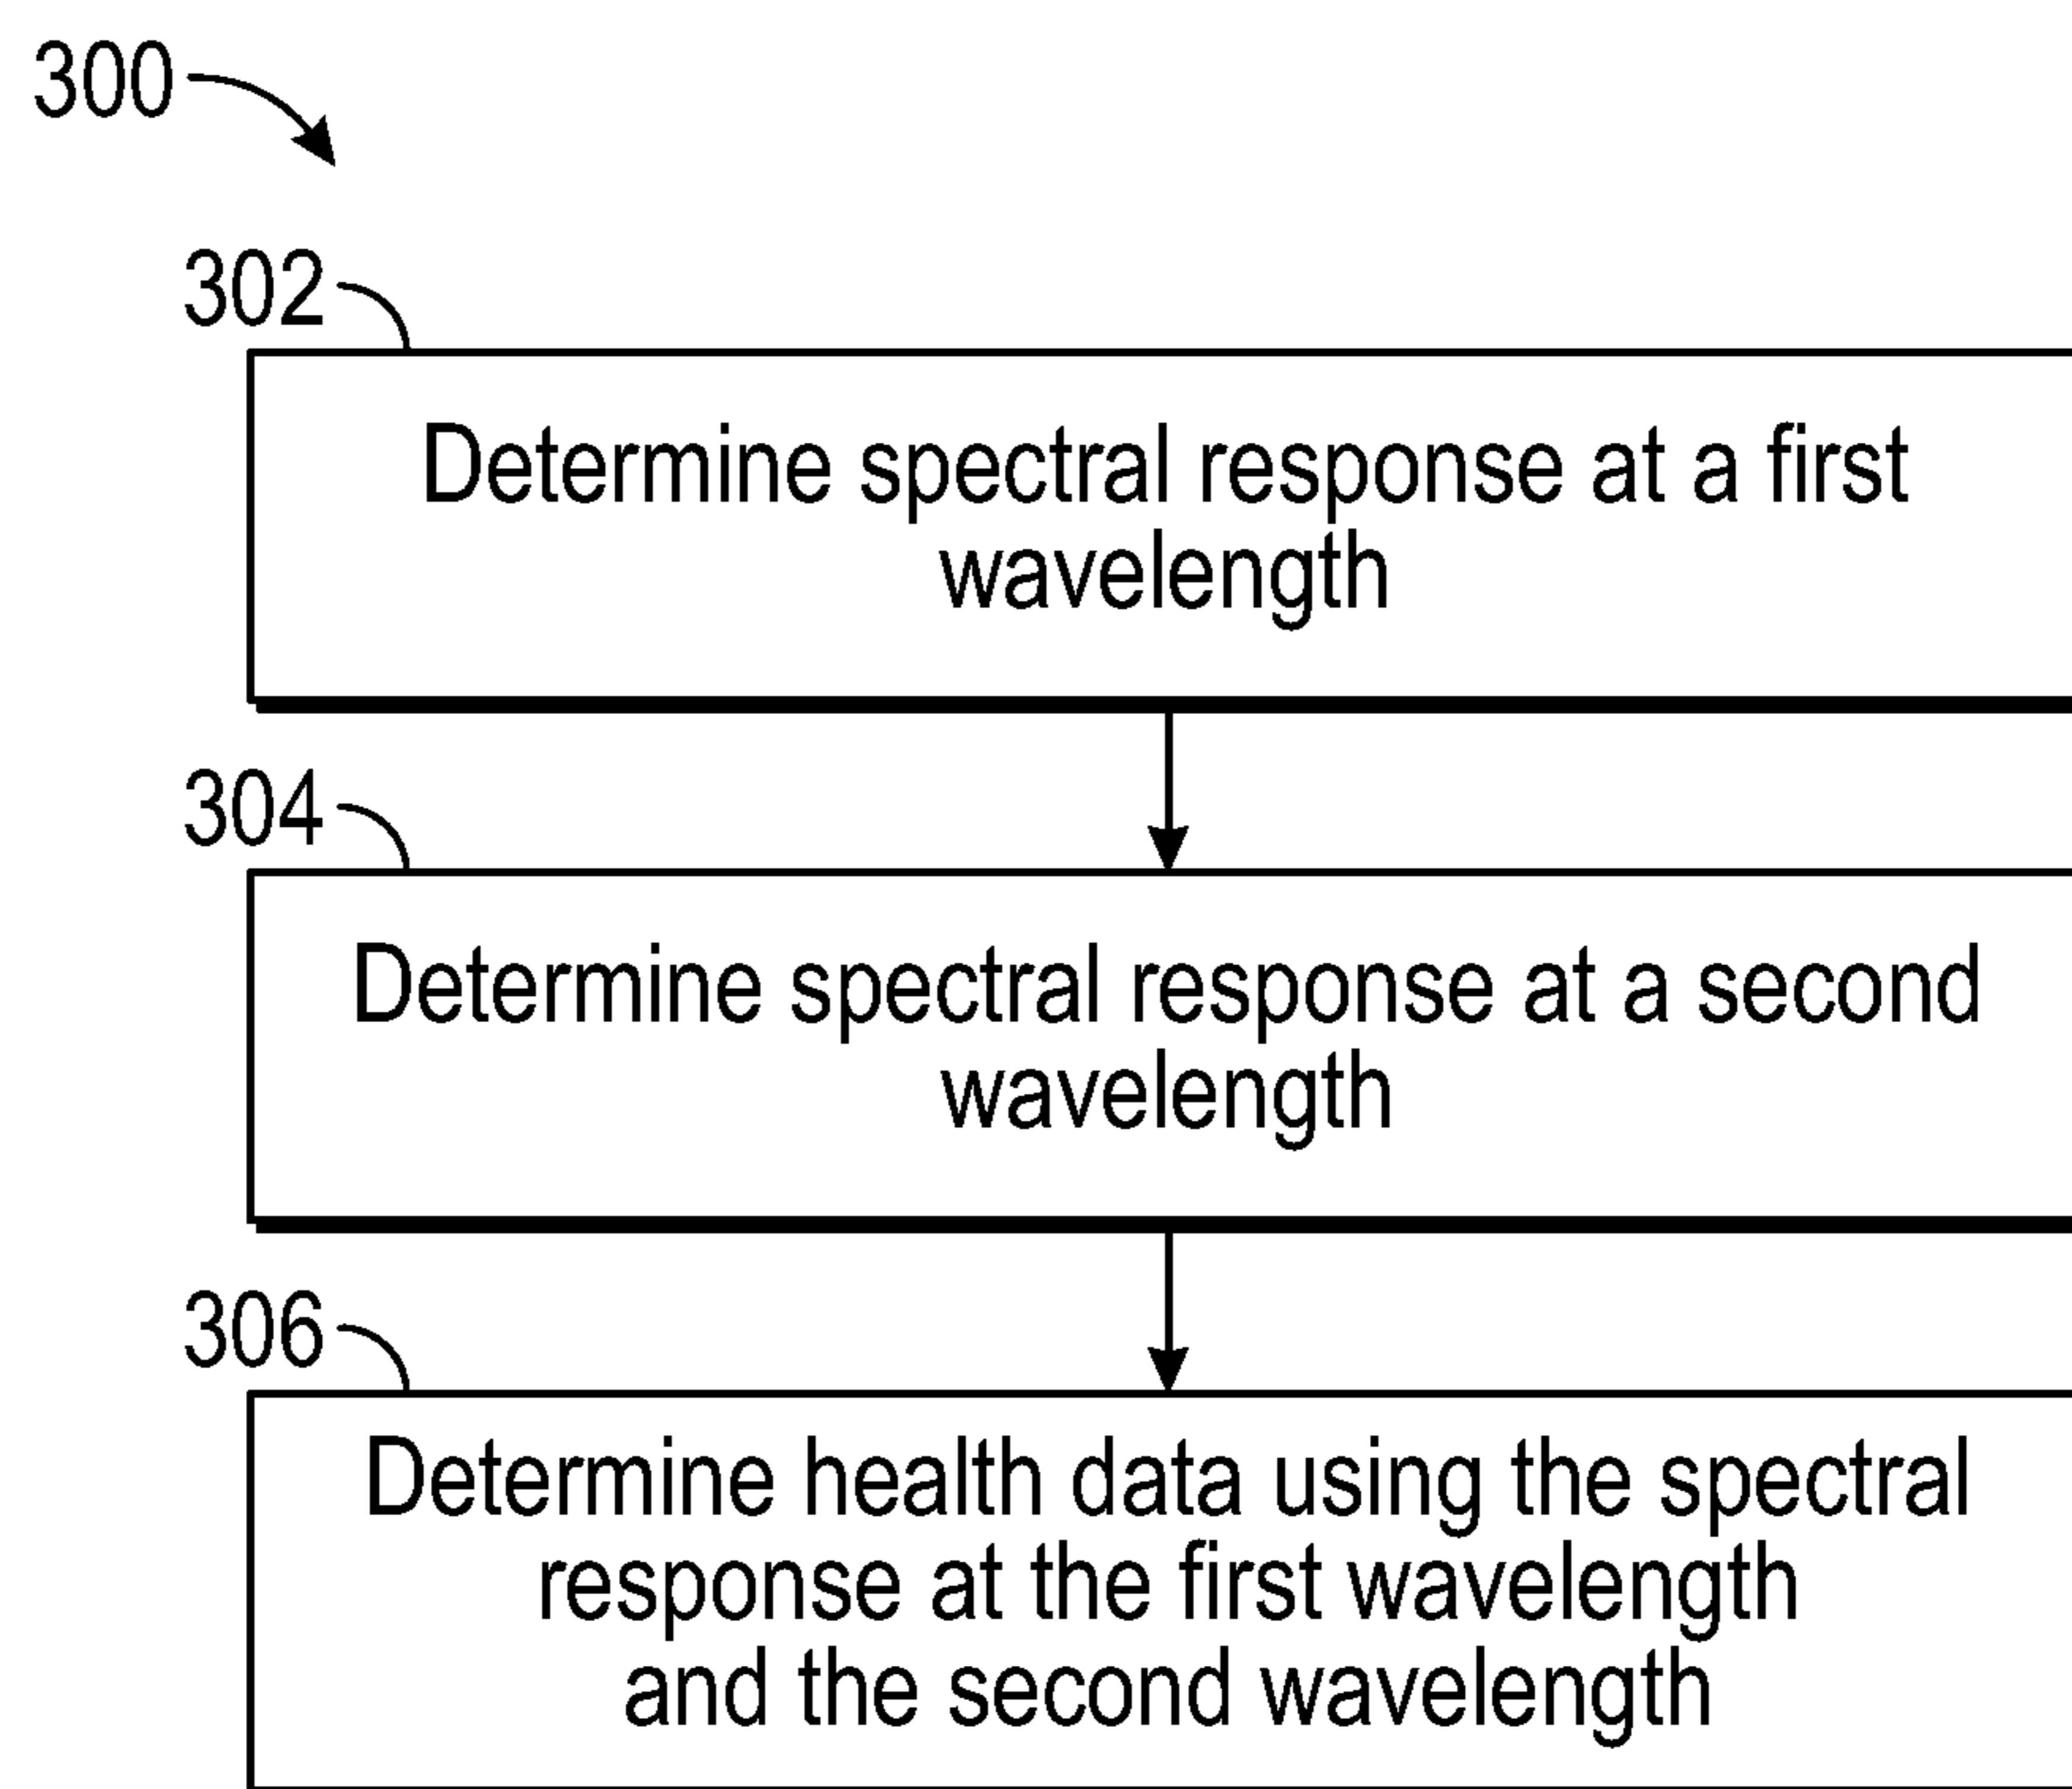 300
302
Determine spectral response at a first
wavelength
304
Determine spectral response at a second
wavelength
306
Determine health data using the spectral
response at the first wavelength
and the second wavelength